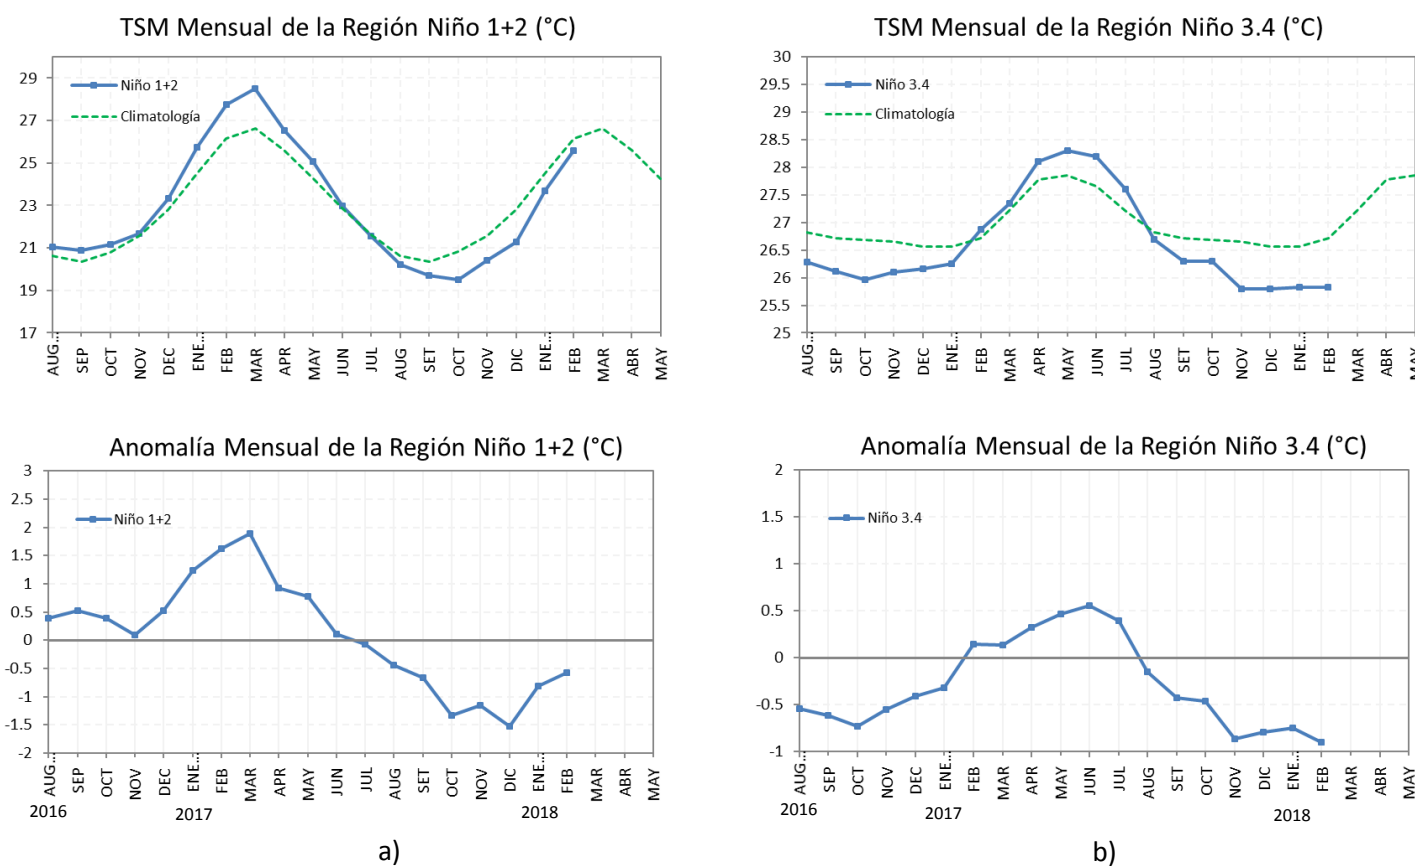 TSM Mensual de la Región Niño 1+2 (°C)
29
27
25
23
21
19
17
Niño 1+2
Climatología
AUG...
SEP
OCT
NOV
DEC
ENE...
FEB
MAR
APR
MAY
JUN
JUL
AUG
SET
OCT
NOV
DIC
ENE...
FEB
MAR
ABR
MAY
TSM Mensual de la Región Niño 3.4 (°C)
30
29.5
29
28.5
28
27.5
27
26.5
26
25.5
25
Niño 3.4
Climatología
AUG...
SEP
OCT
NOV
DEC
ENE...
FEB
MAR
APR
MAY
JUN
JUL
AUG
SET
OCT
NOV
DIC
ENE...
FEB
MAR
ABR
MAY
Anomalía Mensual de la Región Niño 1+2 (°C)
3
2.5
2
1.5
1
0.5
0
-0.5
-1
-1.5
-2
Niño 1+2
AUG...
SEP
OCT
NOV
DEC
ENE...
FEB
MAR
APR
MAY
JUN
JUL
AUG
SET
OCT
NOV
DIC
ENE...
FEB
MAR
ABR
MAY
2016 2017 2018
a)
Anomalía Mensual de la Región Niño 3.4 (°C)
2
1.5
1
0.5
0
-0.5
-1
Niño 3.4
AUG...
SEP
OCT
NOV
DEC
ENE...
FEB
MAR
APR
MAY
JUN
JUL
AUG
SET
OCT
NOV
DIC
ENE...
FEB
MAR
ABR
MAY
2016 2017 2018
b)